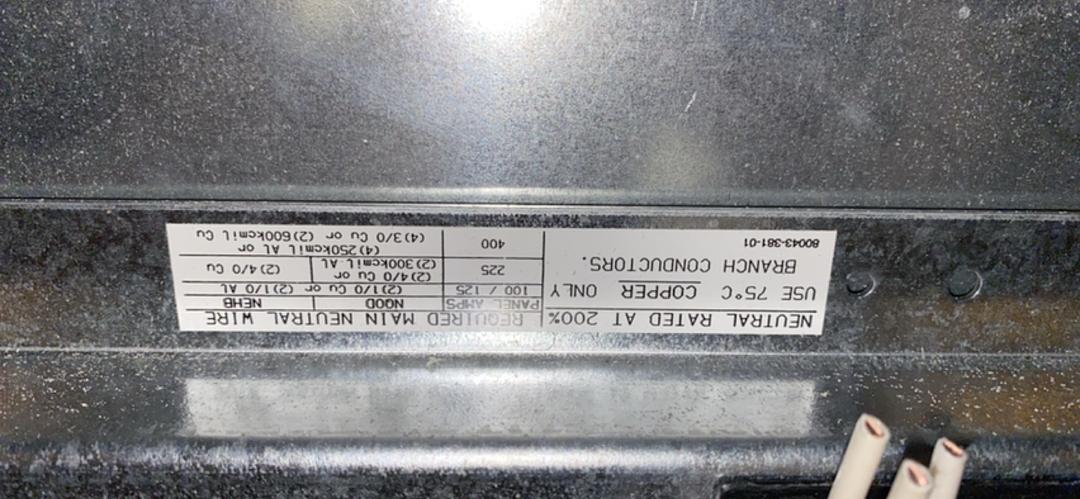 NEUTRAL RATED AT 200%
USE 75°C COPPER ONLY
BRANCH CONDUCTORS.
80043-381-01
REQUIRED MAIN NEUTRAL WIRE
PANEL AMPS NQOD NEHB
100 / 125 (2)1/0 Cu or (2)1/0 AL
225 (2)4/0 Cu or (2)300kcmil AL (2)4/0 Cu
400 (4)250kcmil AL or
(4)3/0 Cu or (2)600kcmil Cu